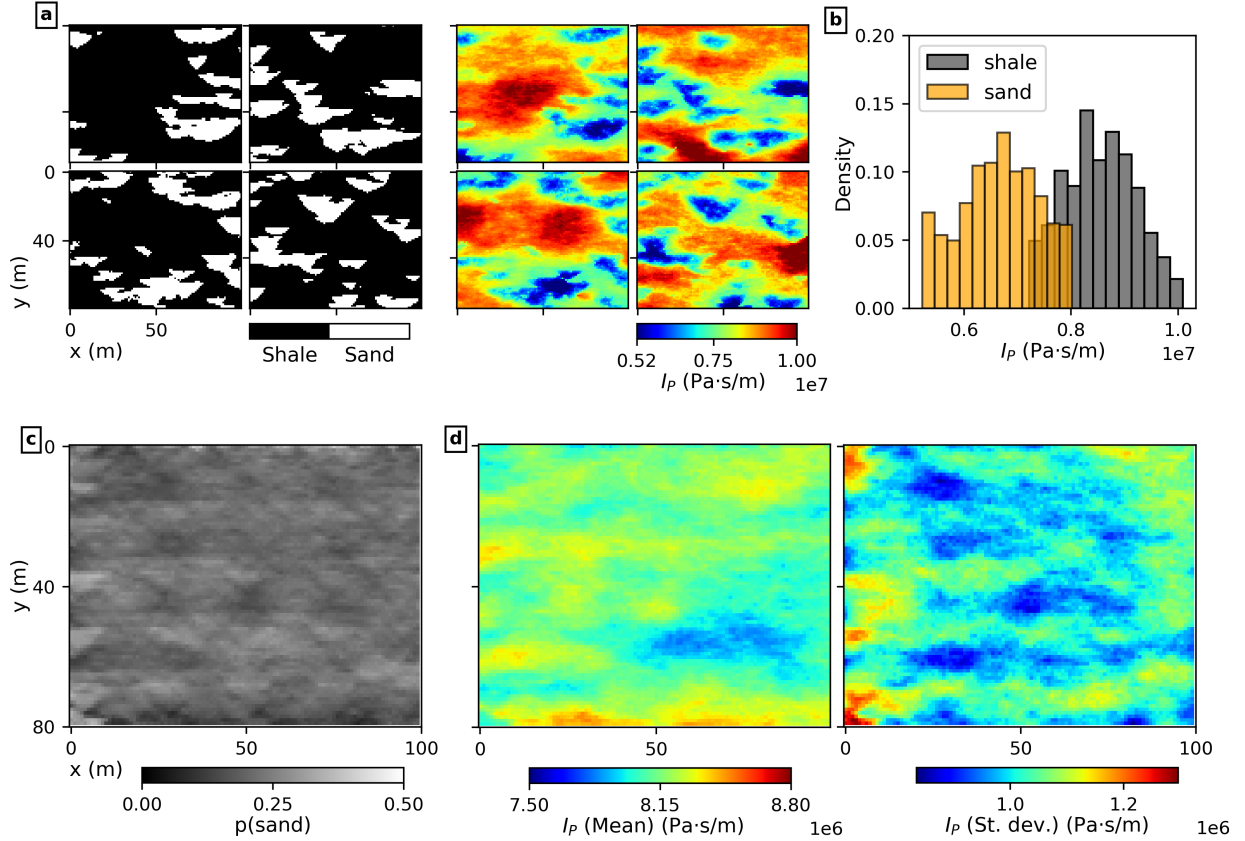 a
0
40
y (m)
0
50
x (m)
Shale Sand
0.52 0.75 1.00
I_P (Pa·s/m)
1e7
b
0.20
0.15
0.10
0.05
0.00
Density
shale
sand
0.6 0.8 1.0
I_P (Pa·s/m)
1e7
c
0
40
80
y (m)
0 50 100
x (m)
0.00 0.25 0.50
p(sand)
d
0 50
7.50 8.15 8.80
I_P (Mean) (Pa·s/m)
1e6
0 50 100
1.0 1.2
I_P (St. dev.) (Pa·s/m)
1e6